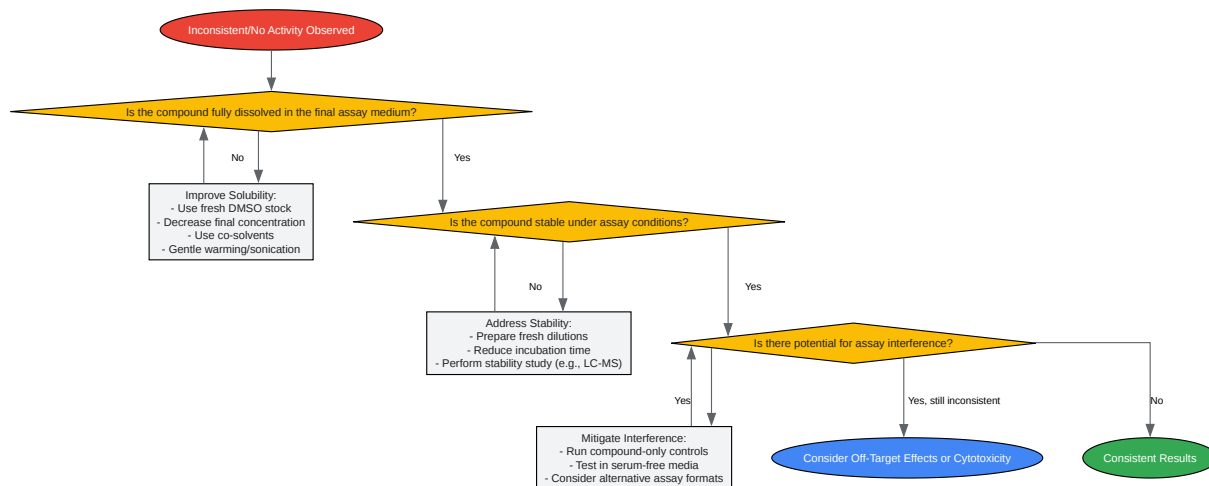 Inconsistent/No Activity Observed
Is the compound fully dissolved in the final assay medium?
No
Yes
Improve Solubility:
- Use fresh DMSO stock
- Decrease final concentration
- Use co-solvents
- Gentle warming/sonication
Is the compound stable under assay conditions?
No
Yes
Address Stability:
- Prepare fresh dilutions
- Reduce incubation time
- Perform stability study (e.g., LC-MS)
Is there potential for assay interference?
Yes
Yes, still inconsistent
No
Mitigate Interference:
- Run compound-only controls
- Test in serum-free media
- Consider alternative assay formats
Consider Off-Target Effects or Cytotoxicity
Consistent Results